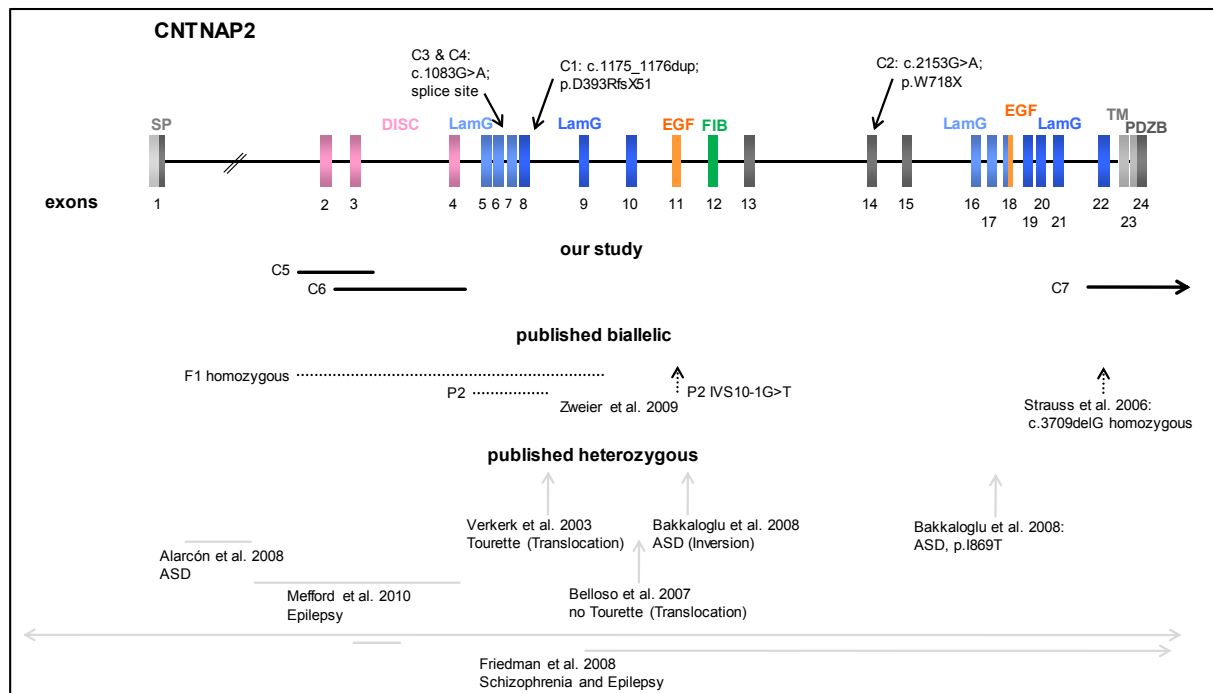 CNTNAP2
C3 & C4:
c.1083G>A;
splice site
C1: c.1175_1176dup;
p.D393RfsX51
C2: c.2153G>A;
p.W718X
SP
DISC
LamG
LamG
EGF
FIB
LamG
EGF
LamG
TM
PDZB
exons
1
2
3
4
5
6
7
8
9
10
11
12
13
14
15
16
17
18
19
20
21
22
23
24
our study
C5
C6
C7
published biallelic
F1 homozygous
P2
Zweier et al. 2009
P2 IVS10-1G>T
Strauss et al. 2006:
c.3709delG homozygous
published heterozygous
Verkerk et al. 2003
Tourette (Translocation)
Bakkaloglu et al. 2008
ASD (Inversion)
Bakkaloglu et al. 2008:
ASD, p.I869T
Alarcón et al. 2008
ASD
Mefford et al. 2010
Epilepsy
Belloso et al. 2007
no Tourette (Translocation)
Friedman et al. 2008
Schizophrenia and Epilepsy